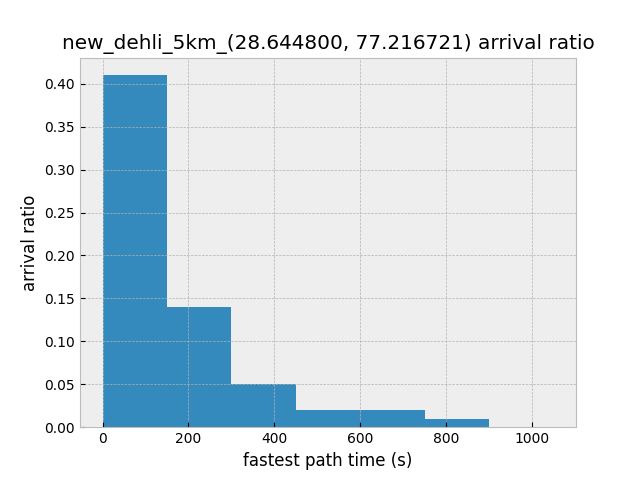 new_dehli_5km_(28.644800, 77.216721) arrival ratio
0.40
0.35
0.30
0.25
0.20
0.15
0.10
0.05
0.00
arrival ratio
0 200 400 600 800 1000
fastest path time (s)